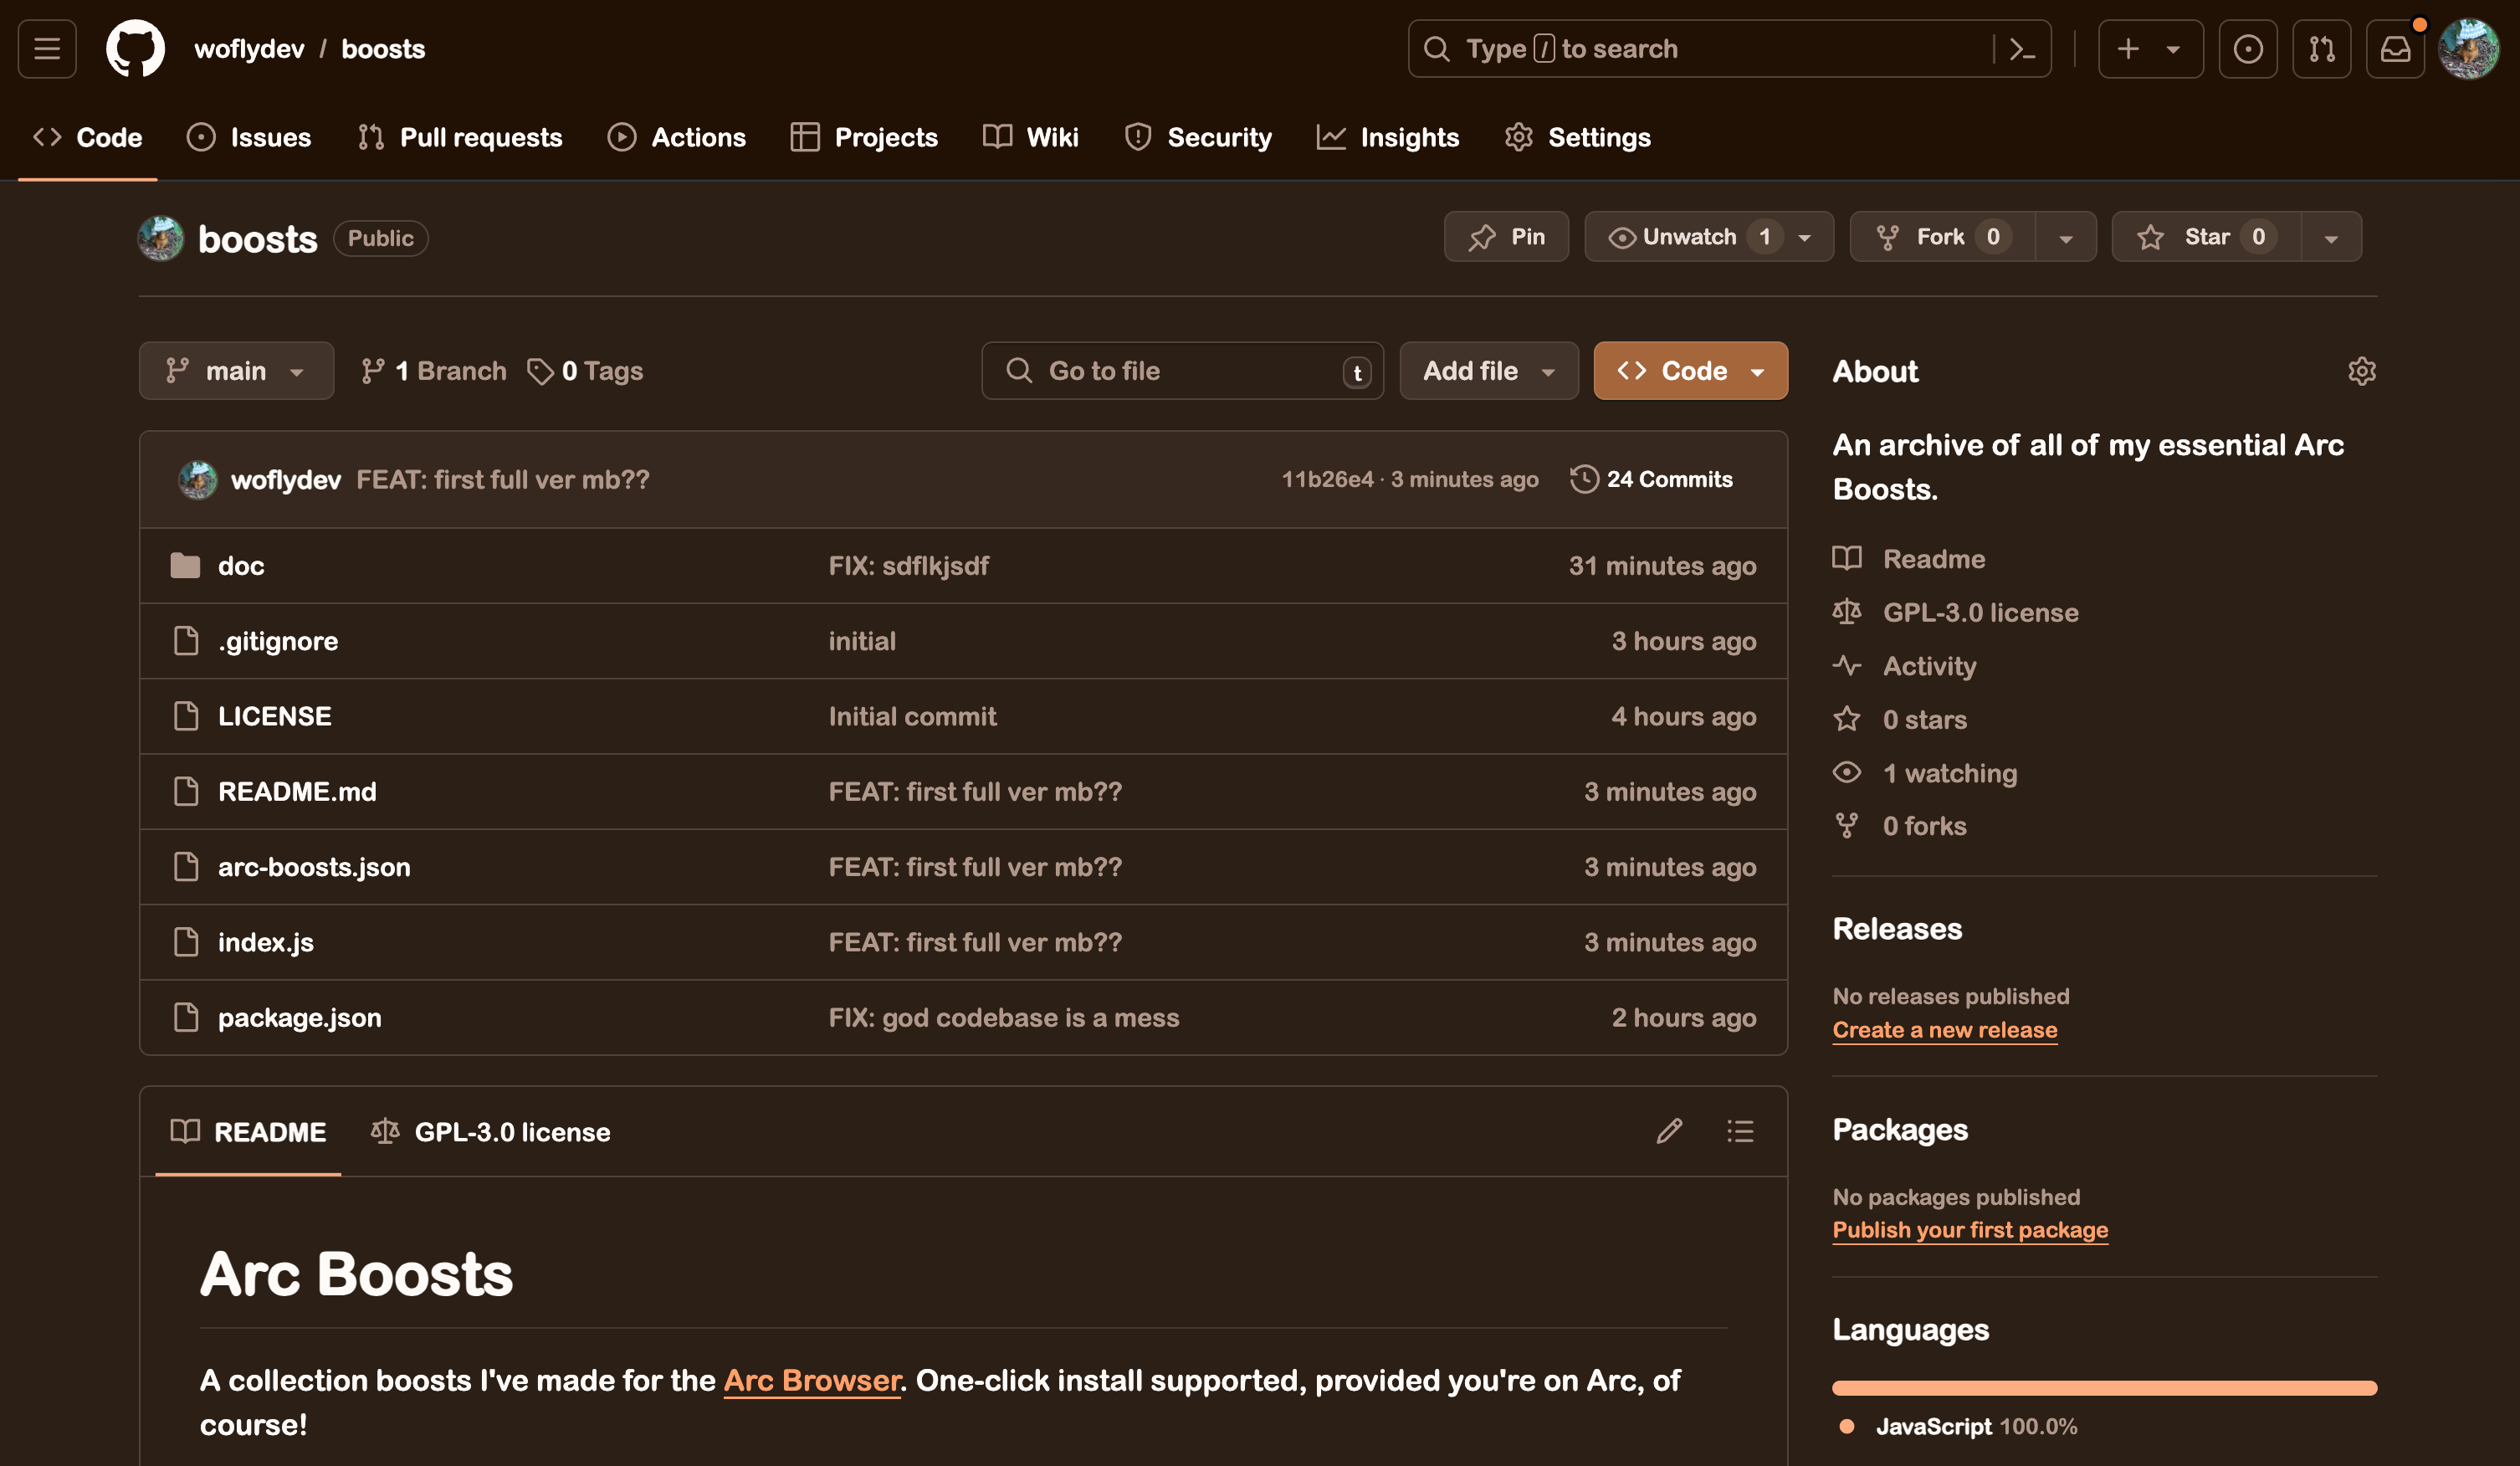 woflydev / boosts
Type / to search
Code Issues Pull requests Actions Projects Wiki Security Insights Settings
boosts Public
Pin Unwatch 1 Fork 0 Star 0
main 1 Branch 0 Tags
Go to file t
Add file Code
woflydev FEAT: first full ver mb?? 11b26e4 · 3 minutes ago 24 Commits
doc FIX: sdflkjsdf 31 minutes ago
.gitignore initial 3 hours ago
LICENSE Initial commit 4 hours ago
README.md FEAT: first full ver mb?? 3 minutes ago
arc-boosts.json FEAT: first full ver mb?? 3 minutes ago
index.js FEAT: first full ver mb?? 3 minutes ago
package.json FIX: god codebase is a mess 2 hours ago
README GPL-3.0 license
Arc Boosts
A collection boosts I've made for the Arc Browser. One-click install supported, provided you're on Arc, of
course!
About
An archive of all of my essential Arc
Boosts.
Readme
GPL-3.0 license
Activity
0 stars
1 watching
0 forks
Releases
No releases published
Create a new release
Packages
No packages published
Publish your first package
Languages
JavaScript 100.0%